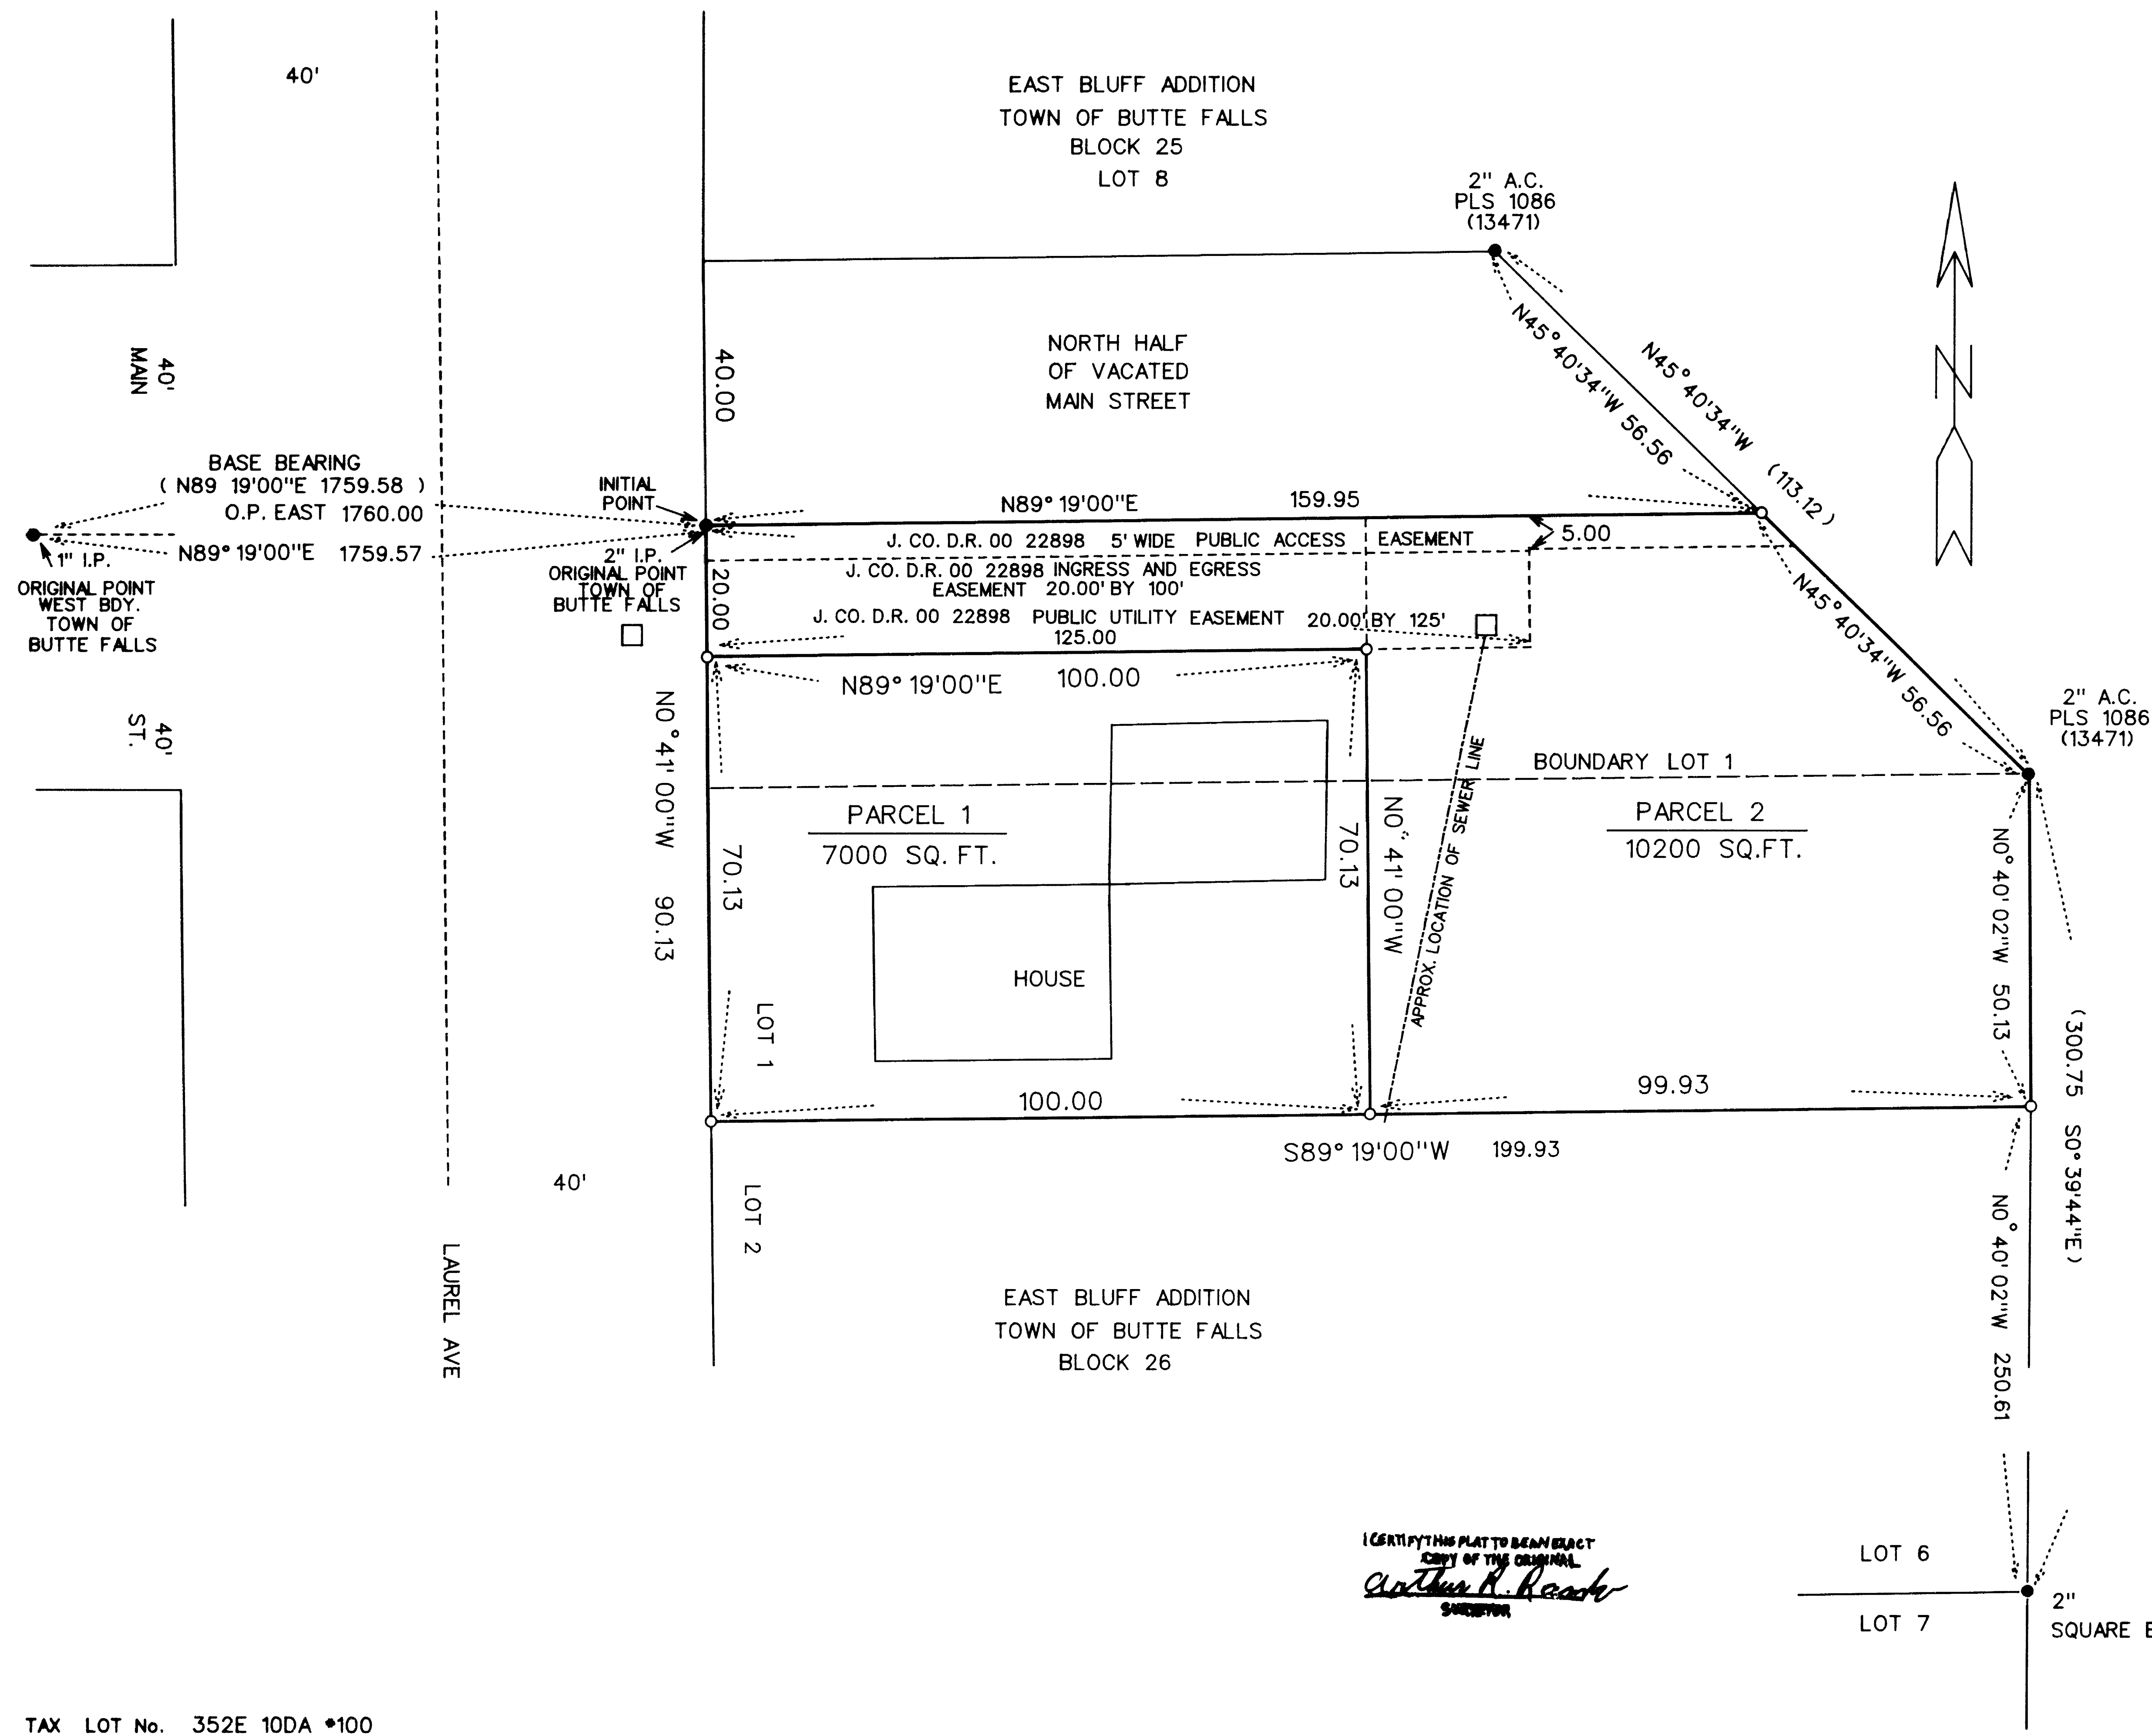 40'
EAST BLUFF ADDITION
TOWN OF BUTTE FALLS
BLOCK 25
LOT 8
2" A.C.
PLS 1086
(13471)
NORTH HALF
OF VACATED
MAIN STREET
40'
MAIN
40.00
N45°40'34"W 56.56
N45°40'34"W (113.12)
BASE BEARING
( N89 19'00"E 1759.58 )
O.P. EAST 1760.00
N89°19'00"E 1759.57
1" I.P.
ORIGINAL POINT
WEST BDY.
TOWN OF
BUTTE FALLS
INITIAL
POINT
2" I.P.
ORIGINAL POINT
TOWN OF
BUTTE FALLS
N89°19'00"E 159.95
J. CO. D.R. 00 22898 5' WIDE PUBLIC ACCESS EASEMENT
5.00
J. CO. D.R. 00 22898 INGRESS AND EGRESS
EASEMENT 20.00' BY 100'
J. CO. D.R. 00 22898 PUBLIC UTILITY EASEMENT 20.00' BY 125'
125.00
20.00
N89°19'00"E 100.00
N45°40'34"W 56.56
2" A.C.
PLS 1086
(13471)
40'
ST.
N0°41'00"W 90.13
BOUNDARY LOT 1
PARCEL 1
7000 SQ. FT.
PARCEL 2
10200 SQ.FT.
70.13
70.13
N0°41'00"W
APPROX. LOCATION OF SEWER LINE
N0°40'02"W 50.13
HOUSE
LOT 1
100.00
99.93
S89°19'00"W 199.93
(300.75 S0°39'44"E)
40'
LOT 2
LAUREL AVE
N0°40'02"W 250.61
EAST BLUFF ADDITION
TOWN OF BUTTE FALLS
BLOCK 26
I CERTIFY THIS PLAT TO BE AN EXACT
COPY OF THE ORIGINAL
Arthur R.
SURVEYOR
LOT 6
LOT 7
2"
SQUARE
TAX LOT No. 352E 10DA #100
N